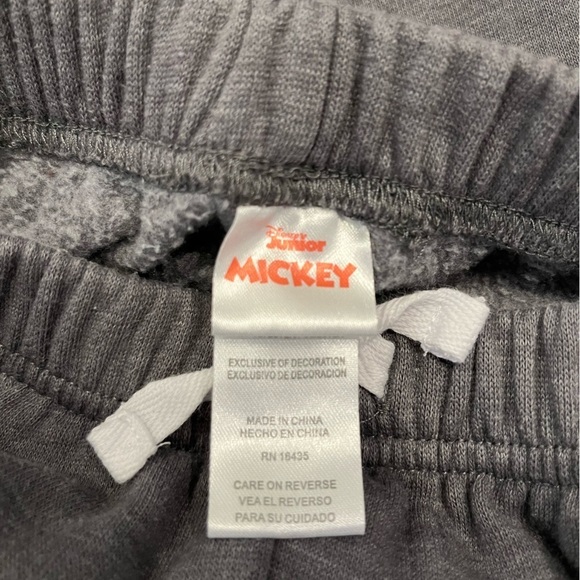 Disney
Junior
MICKEY
EXCLUSIVE OF DECORATION
EXCLUSIVO DE DECORACIÓN
MADE IN CHINA
HECHO EN CHINA
RN 16435
CARE ON REVERSE
VEA EL REVERSO
PARA SU CUIDADO